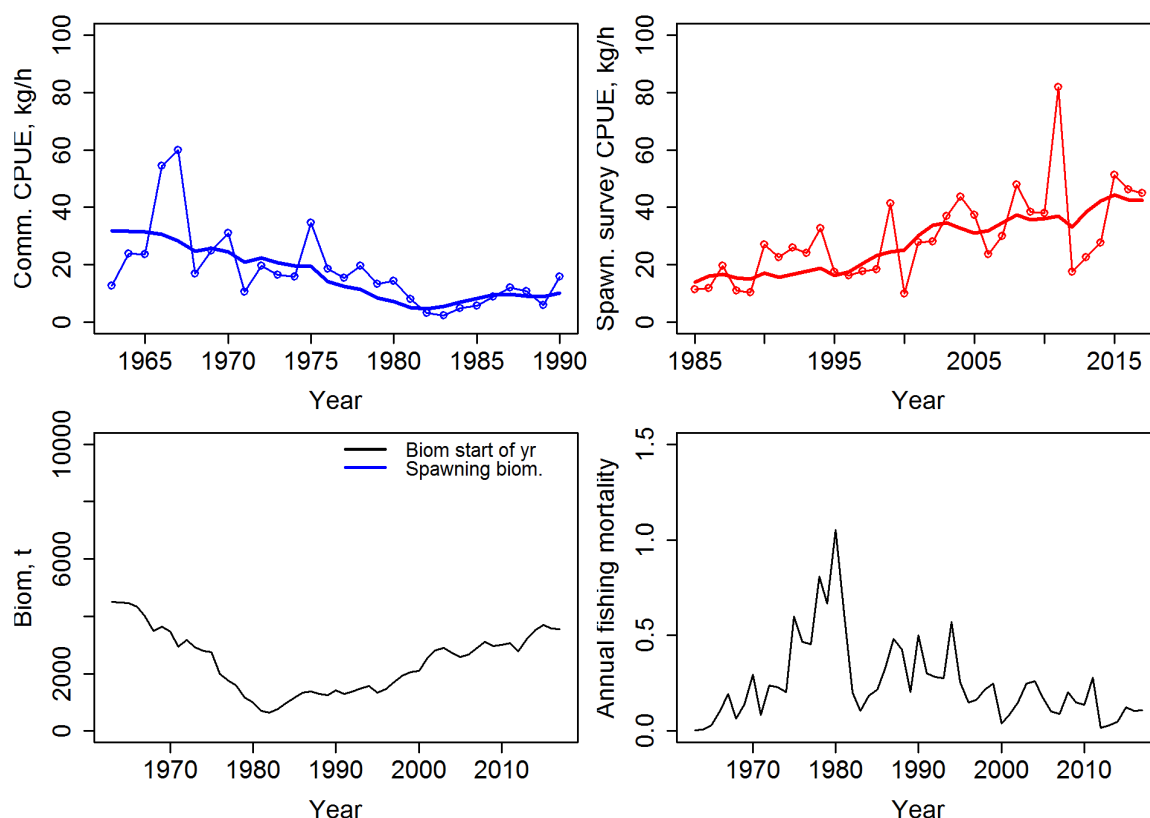 Comm. CPUE, kg/h
0 20 40 60 80 100
1965 1970 1975 1980 1985 1990
Year
Spawn. survey CPUE, kg/h
0 20 40 60 80 100
1985 1995 2005 2015
Year
Biom, t
0 2000 6000 10000
Biom start of yr
Spawning biom.
1970 1980 1990 2000 2010
Year
Annual fishing mortality
0.0 0.5 1.0 1.5
1970 1980 1990 2000 2010
Year